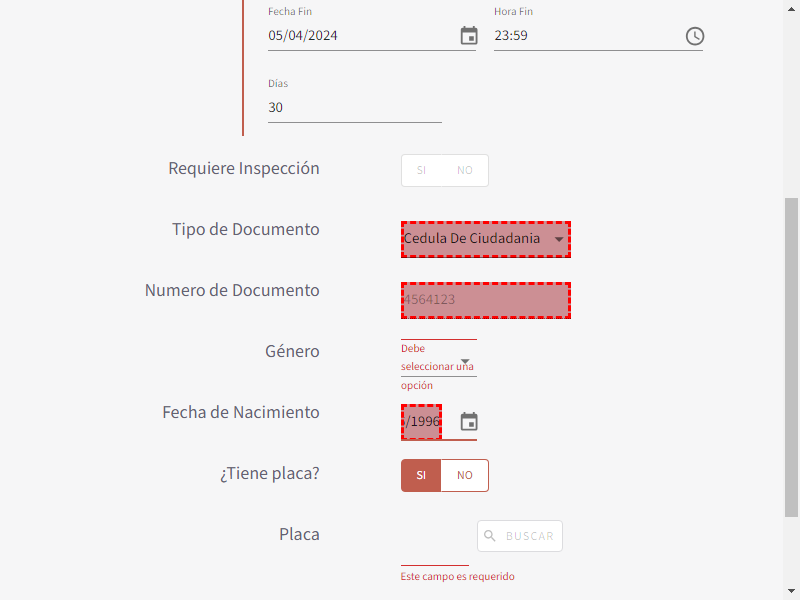 Fecha Fin
Hora Fin
05/04/2024
23:59
Días
30
Requiere Inspección
SI
NO
Tipo de Documento
Cedula De Ciudadania
Numero de Documento
4564123
Género
Debe
seleccionar una
opción
Fecha de Nacimiento
/1996
¿Tiene placa?
SI
NO
Placa
BUSCAR
Este campo es requerido